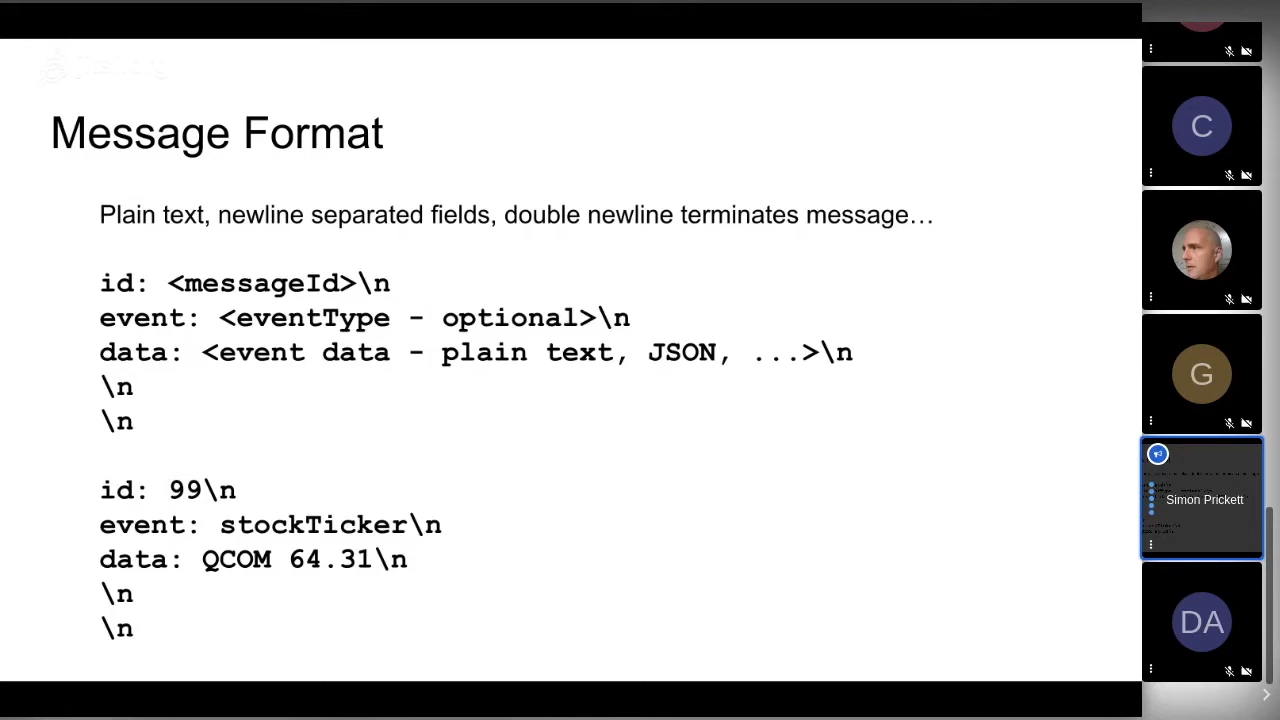 Message Format
Plain text, newline separated fields, double newline terminates message…
id: <messageId>\n
event: <eventType - optional>\n
data: <event data - plain text, JSON, ...>\n
\n
\n
id: 99\n
event: stockTicker\n
data: QCOM 64.31\n
\n
\n
C
G
Simon Prickett
DA